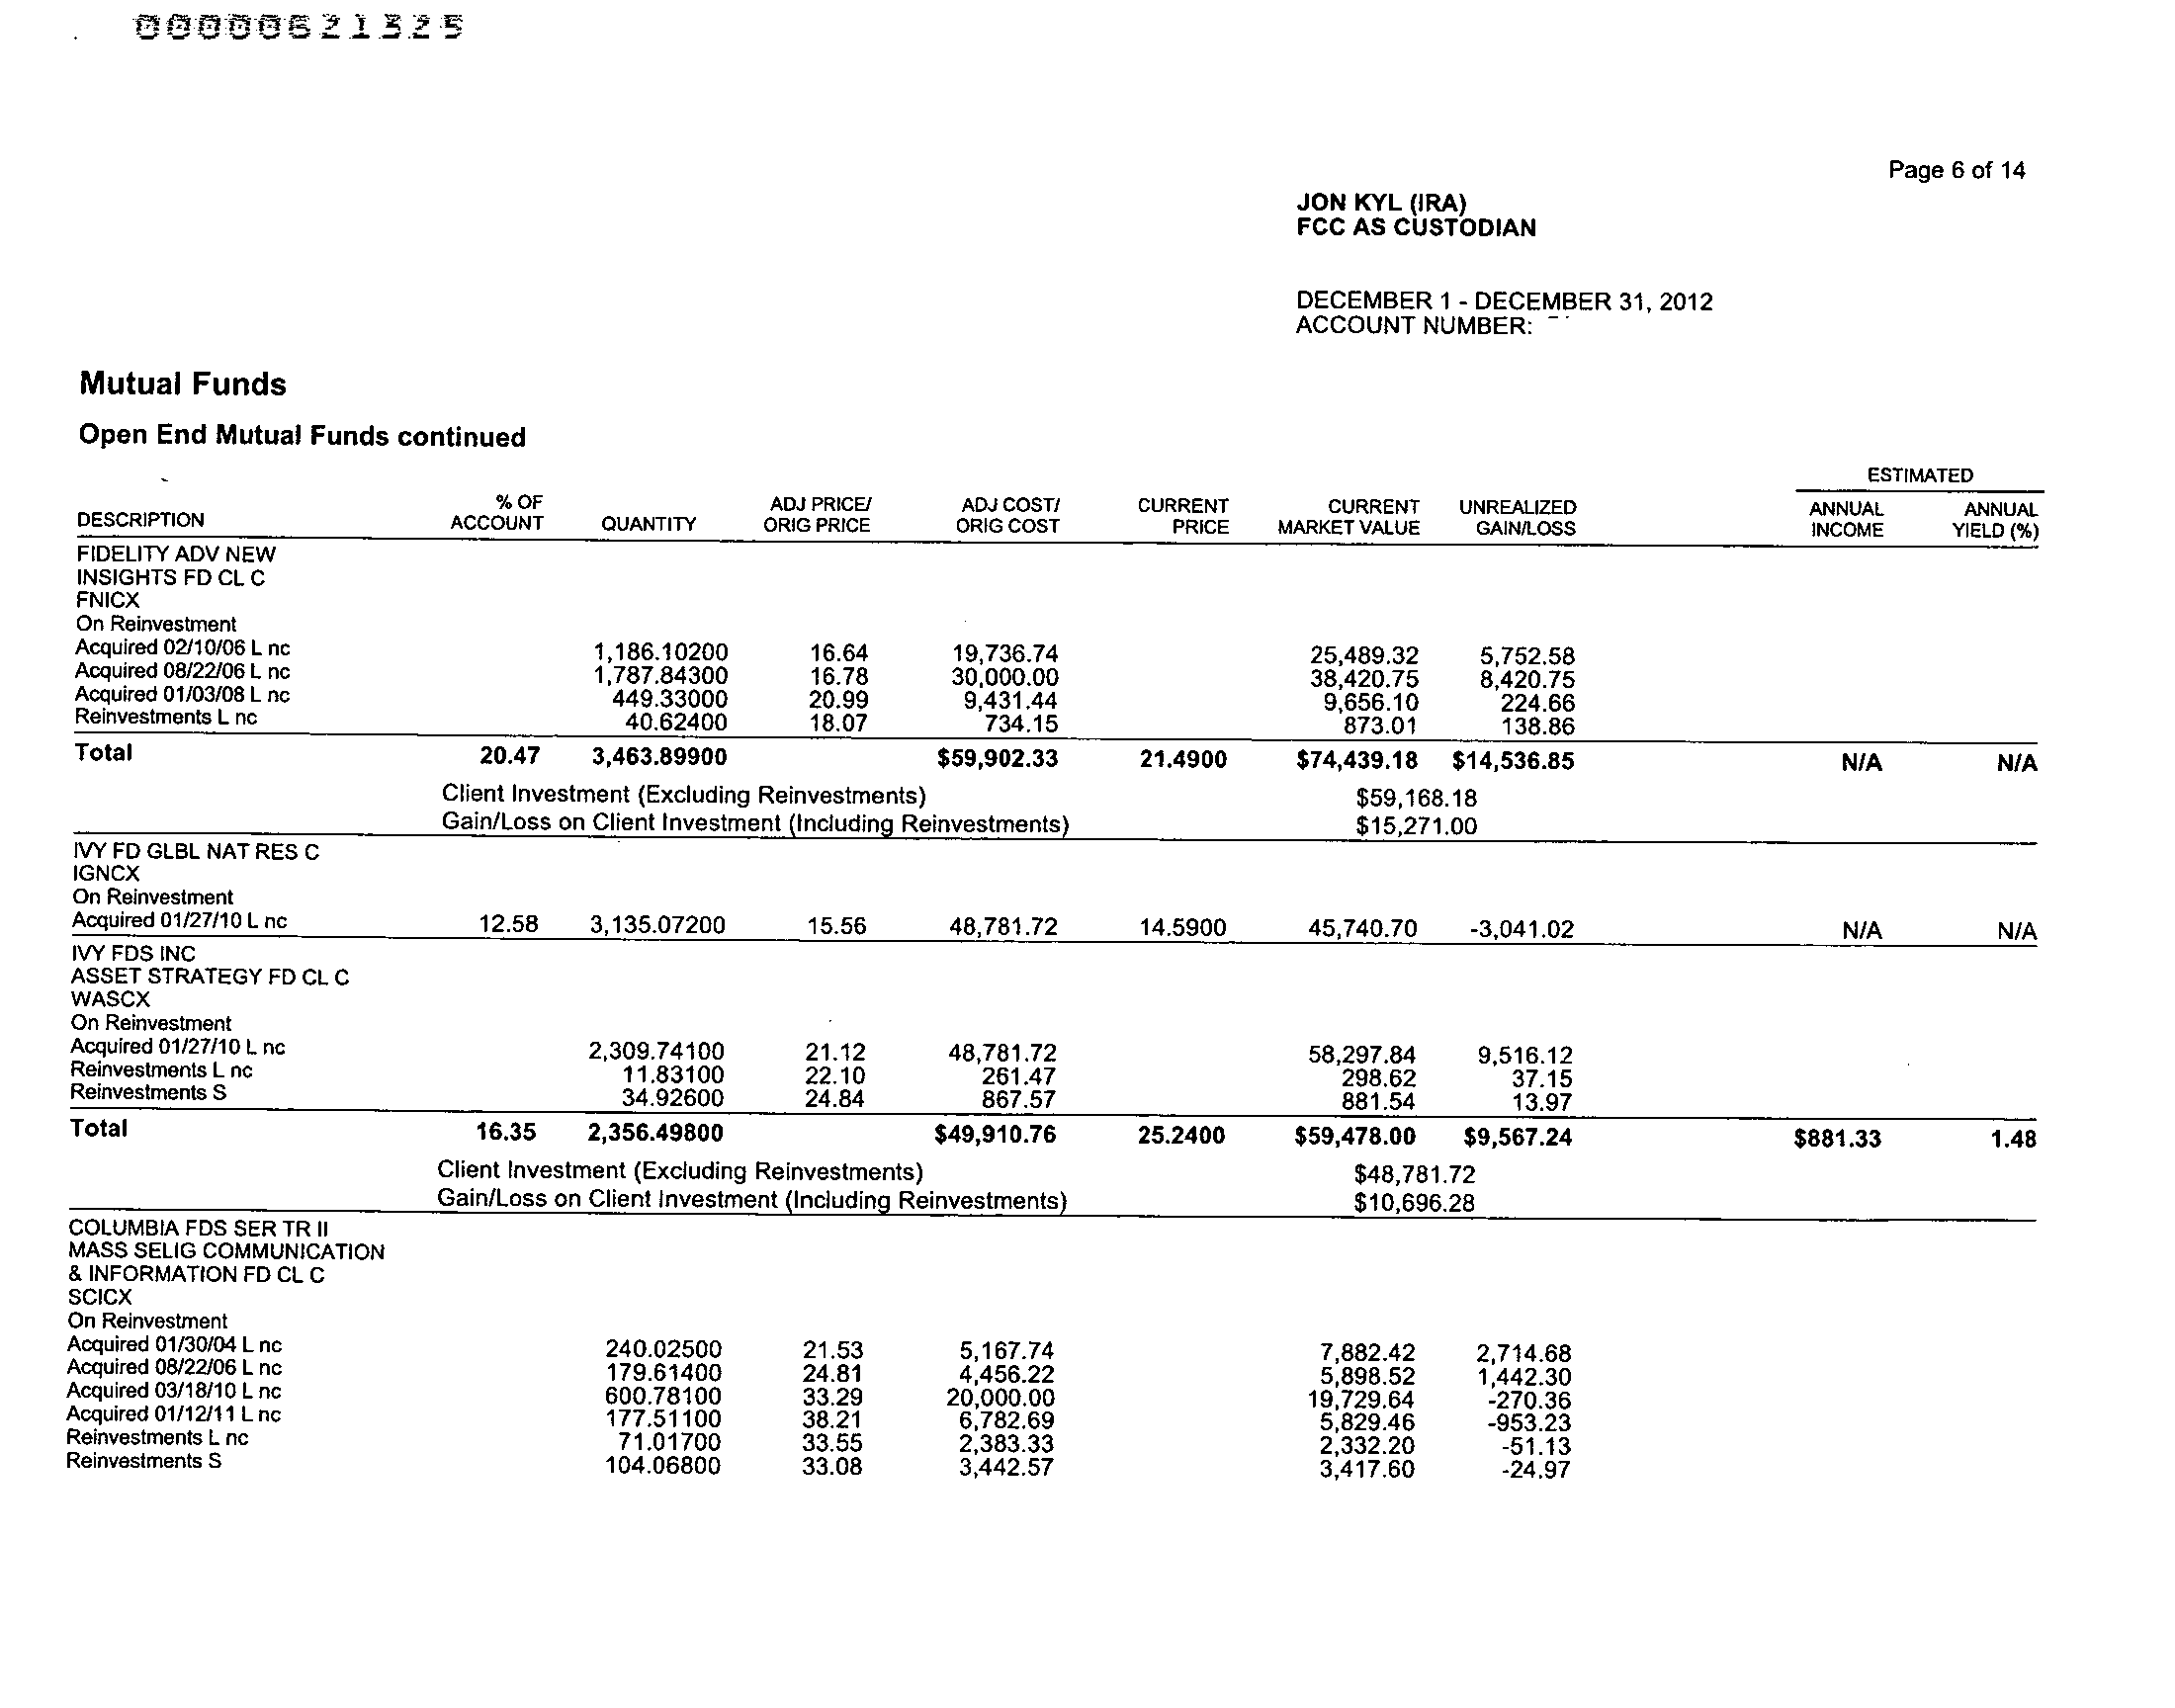 00000621325
Page 6 of 14
JON KYL (IRA)
FCC AS CUSTODIAN
DECEMBER 1 - DECEMBER 31, 2012
ACCOUNT NUMBER:
Mutual Funds
Open End Mutual Funds continued
ESTIMATED
% OF ADJ PRICE/ ADJ COST/ CURRENT CURRENT UNREALIZED ANNUAL ANNUAL
DESCRIPTION ACCOUNT QUANTITY ORIG PRICE ORIG COST PRICE MARKET VALUE GAIN/LOSS INCOME YIELD (%)
FIDELITY ADV NEW
INSIGHTS FD CL C
FNICX
On Reinvestment
Acquired 02/10/06 L nc 1,186.10200 16.64 19,736.74 25,489.32 5,752.58
Acquired 08/22/06 L nc 1,787.84300 16.78 30,000.00 38,420.75 8,420.75
Acquired 01/03/08 L nc 449.33000 20.99 9,431.44 9,656.10 224.66
Reinvestments L nc 40.62400 18.07 734.15 873.01 138.86
Total 20.47 3,463.89900 $59,902.33 21.4900 $74,439.18 $14,536.85 N/A N/A
Client Investment (Excluding Reinvestments) $59,168.18
Gain/Loss on Client Investment (Including Reinvestments) $15,271.00
IVY FD GLBL NAT RES C
IGNCX
On Reinvestment
Acquired 01/27/10 L nc 12.58 3,135.07200 15.56 48,781.72 14.5900 45,740.70 -3,041.02 N/A N/A
IVY FDS INC
ASSET STRATEGY FD CL C
WASCX
On Reinvestment
Acquired 01/27/10 L nc 2,309.74100 21.12 48,781.72 58,297.84 9,516.12
Reinvestments L nc 11.83100 22.10 261.47 298.62 37.15
Reinvestments S 34.92600 24.84 867.57 881.54 13.97
Total 16.35 2,356.49800 $49,910.76 25.2400 $59,478.00 $9,567.24 $881.33 1.48
Client Investment (Excluding Reinvestments) $48,781.72
Gain/Loss on Client Investment (Including Reinvestments) $10,696.28
COLUMBIA FDS SER TR II
MASS SELIG COMMUNICATION
& INFORMATION FD CL C
SCICX
On Reinvestment
Acquired 01/30/04 L nc 240.02500 21.53 5,167.74 7,882.42 2,714.68
Acquired 08/22/06 L nc 179.61400 24.81 4,456.22 5,898.52 1,442.30
Acquired 03/18/10 L nc 600.78100 33.29 20,000.00 19,729.64 -270.36
Acquired 01/12/11 L nc 177.51100 38.21 6,782.69 5,829.46 -953.23
Reinvestments L nc 71.01700 33.55 2,383.33 2,332.20 -51.13
Reinvestments S 104.06800 33.08 3,442.57 3,417.60 -24.97